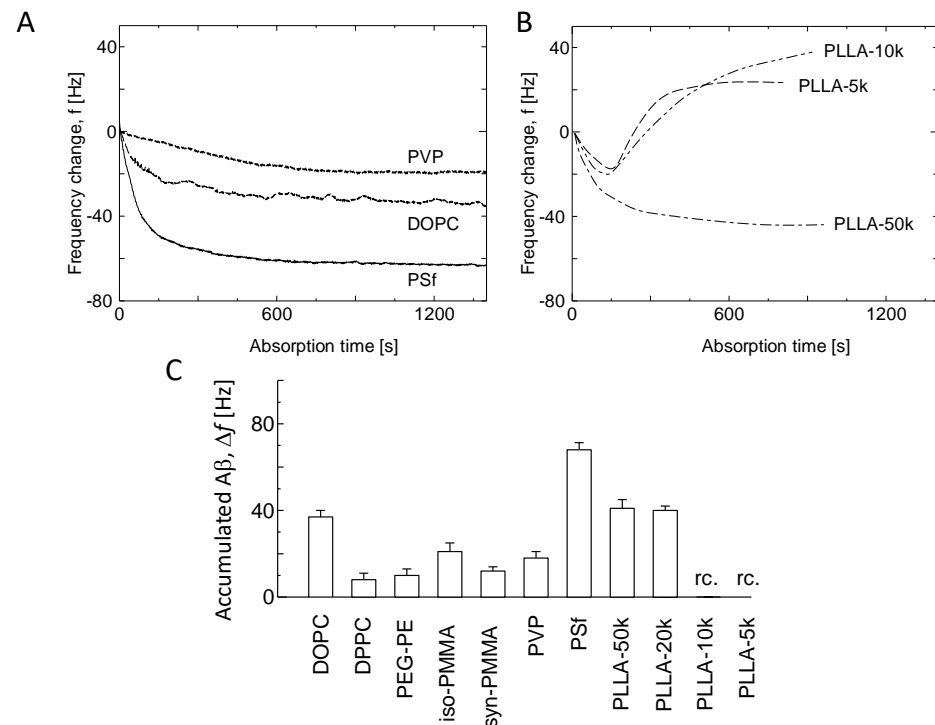 A
Frequency change, f [Hz]
40
0
-40
-80
PVP
DOPC
PSf
0
600
1200
Absorption time [s]
B
Frequency change, f [Hz]
40
0
-40
-80
PLLA-10k
PLLA-5k
PLLA-50k
0
600
1200
Absorption time [s]
C
Accumulated Aβ, Δf [Hz]
80
40
0
rc.
rc.
DOPC
DPPC
PEG-PE
iso-PMMA
syn-PMMA
PVP
PSf
PLLA-50k
PLLA-20k
PLLA-10k
PLLA-5k